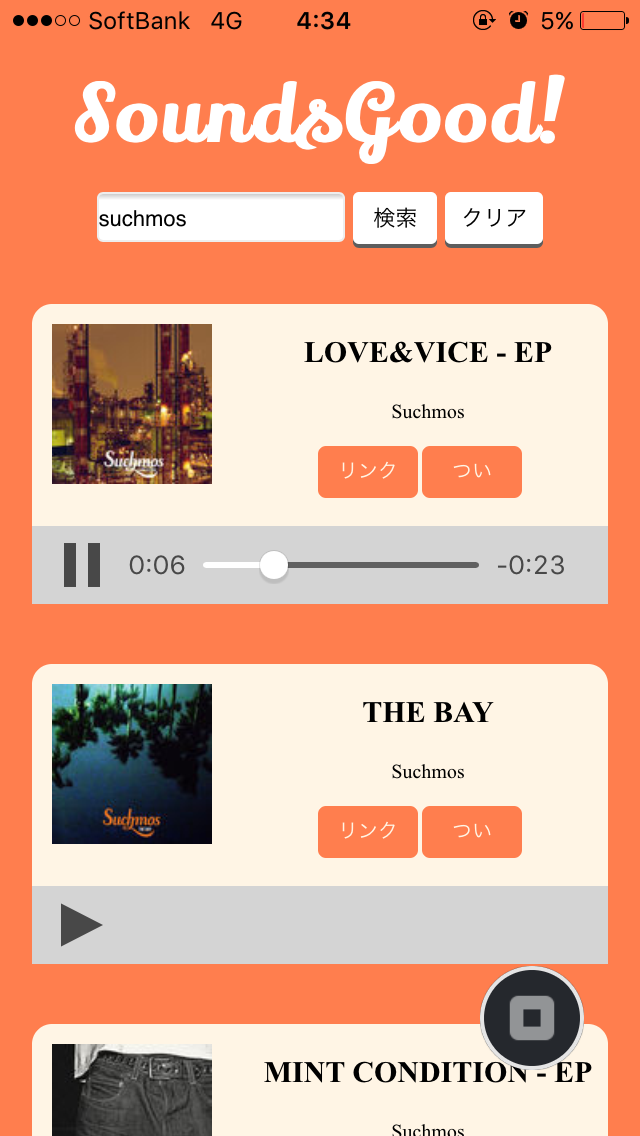 SoftBank 4G 4:34 5%
SoundsGood!
suchmos 検索 クリア
LOVE&VICE - EP
Suchmos
Suchmos
リンク つい
0:06 -0:23
THE BAY
Suchmos
Suchmos
リンク つい
MINT CONDITION - EP
Suchmos